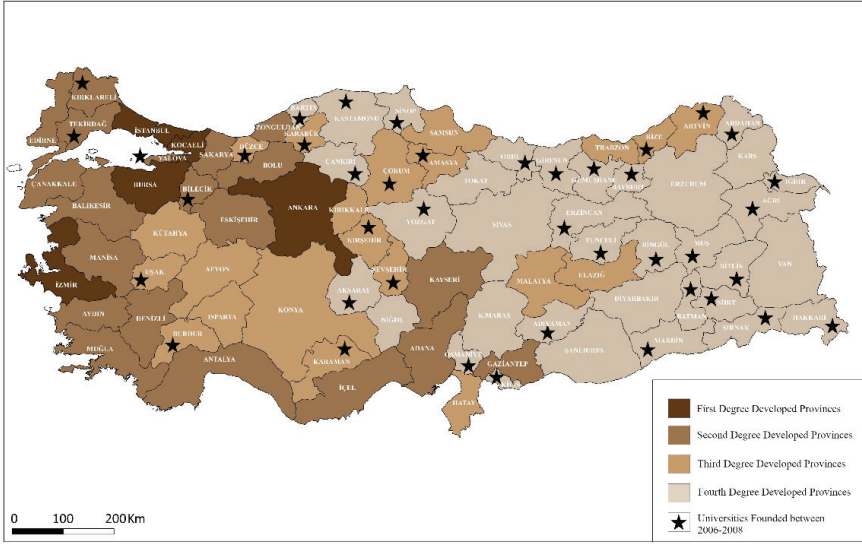 KIRKLARELİ
TEKİRDAĞ
EDİRNE
İSTANBUL
KOCAELİ
YALOVA
SAKARYA
DÜZCE
ZONGULDAK
BARTIN
KARABÜK
KASTAMONU
SİNOP
SAMSUN
BOLU
ÇANKIRI
ÇORUM
AMASYA
TOKAT
ORDU
GİRESUN
GÜMÜŞHANE
TRABZON
RİZE
ARTVİN
ARDAHAN
KARS
BAYBURT
ERZURUM
IĞDIR
AĞRI
ÇANAKKALE
BURSA
BİLECİK
BALIKESİR
ESKİŞEHİR
ANKARA
KIRIKKALE
KIRŞEHİR
YOZGAT
SİVAS
ERZİNCAN
TUNCELİ
BİNGÖL
MUŞ
BİTLİS
VAN
KÜTAHYA
MANİSA
UŞAK
AFYON
İZMİR
NEVŞEHİR
KAYSERİ
MALATYA
ELAZIĞ
DİYARBAKIR
BATMAN
SİİRT
ŞIRNAK
HAKKARİ
AYDIN
DENİZLİ
ISPARTA
KONYA
AKSARAY
NİĞDE
K.MARAŞ
ADIYAMAN
MUĞLA
BURDUR
ANTALYA
KARAMAN
İÇEL
ADANA
OSMANİYE
GAZİANTEP
ŞANLIURFA
MARDİN
HATAY
First Degree Developed Provinces
Second Degree Developed Provinces
Third Degree Developed Provinces
Fourth Degree Developed Provinces
Universities Founded between
2006-2008
0 100 200 Km